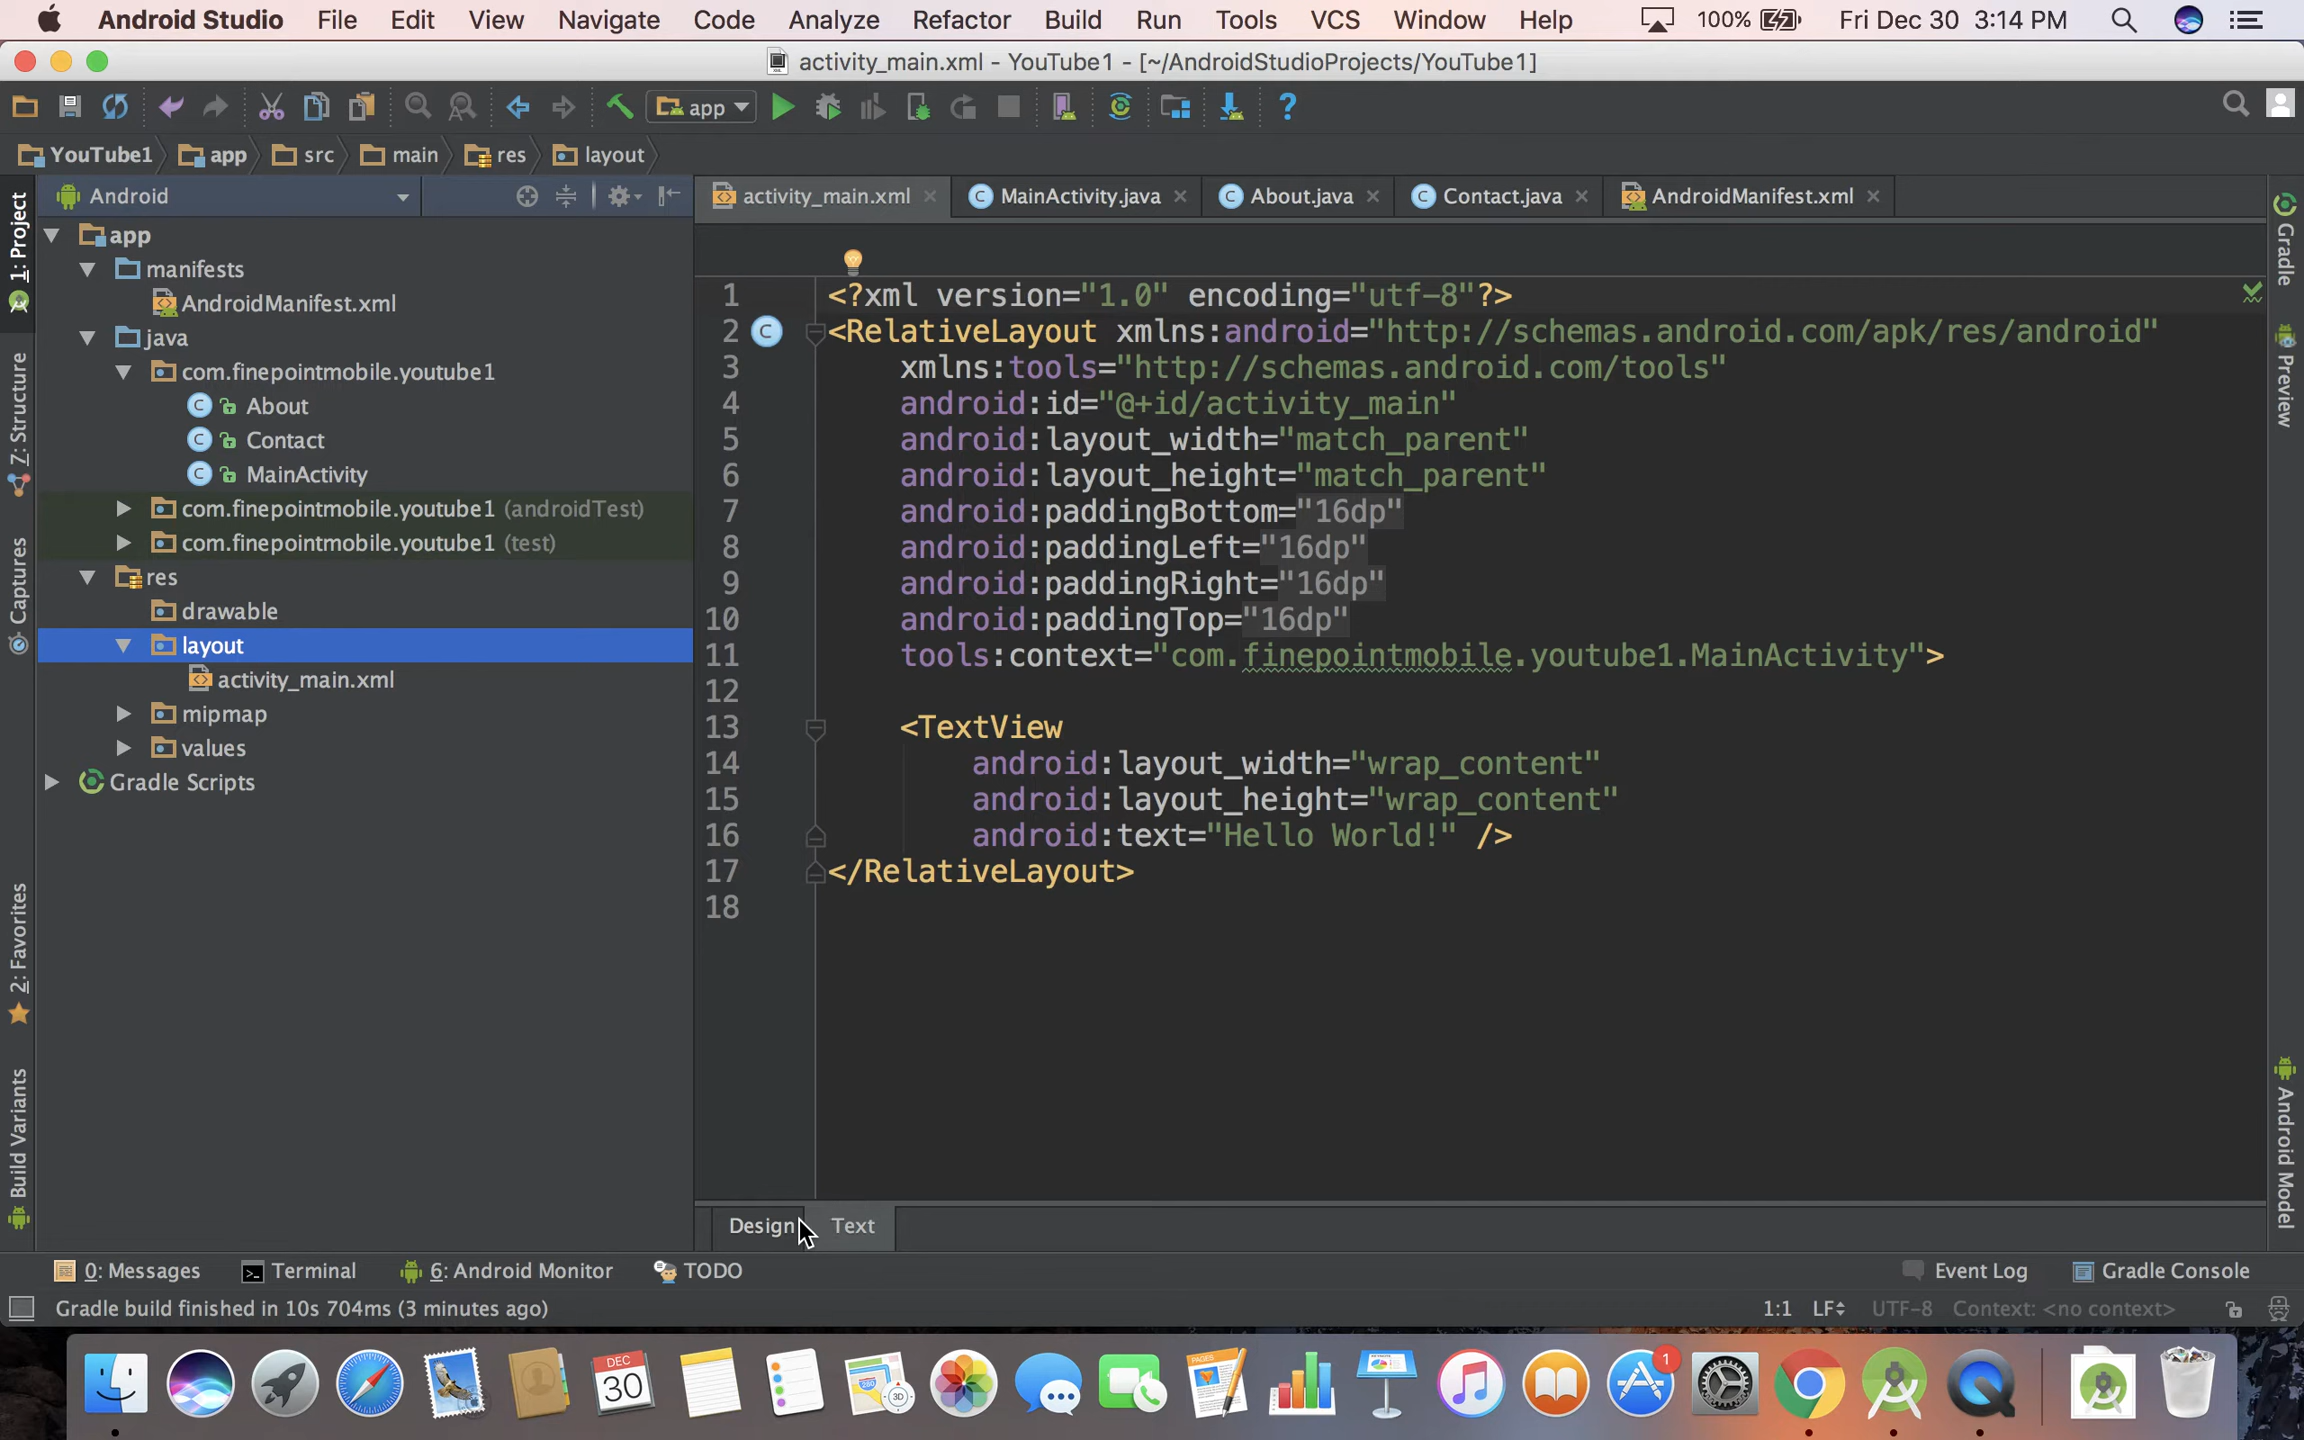 Android Studio File Edit View Navigate Code Analyze Refactor Build Run Tools VCS Window Help 100% Fri Dec 30 3:14 PM
activity_main.xml - YouTube1 - [~/AndroidStudioProjects/YouTube1]
app
YouTube1 app src main res layout
Android
activity_main.xml MainActivity.java About.java Contact.java AndroidManifest.xml
1: Project
7: Structure
Captures
2: Favorites
Build Variants
app
manifests
AndroidManifest.xml
java
com.finepointmobile.youtube1
About
Contact
MainActivity
com.finepointmobile.youtube1 (androidTest)
com.finepointmobile.youtube1 (test)
res
drawable
layout
activity_main.xml
mipmap
values
Gradle Scripts
1 <?xml version="1.0" encoding="utf-8"?>
2 <RelativeLayout xmlns:android="http://schemas.android.com/apk/res/android"
3 xmlns:tools="http://schemas.android.com/tools"
4 android:id="@+id/activity_main"
5 android:layout_width="match_parent"
6 android:layout_height="match_parent"
7 android:paddingBottom="16dp"
8 android:paddingLeft="16dp"
9 android:paddingRight="16dp"
10 android:paddingTop="16dp"
11 tools:context="com.finepointmobile.youtube1.MainActivity">
12
13 <TextView
14 android:layout_width="wrap_content"
15 android:layout_height="wrap_content"
16 android:text="Hello World!" />
17 </RelativeLayout>
18
Gradle
Preview
Android Model
Design Text
0: Messages Terminal 6: Android Monitor TODO Event Log Gradle Console
Gradle build finished in 10s 704ms (3 minutes ago) 1:1 LF UTF-8 Context: <no context>
DEC
30
280
3D
PAGES
1